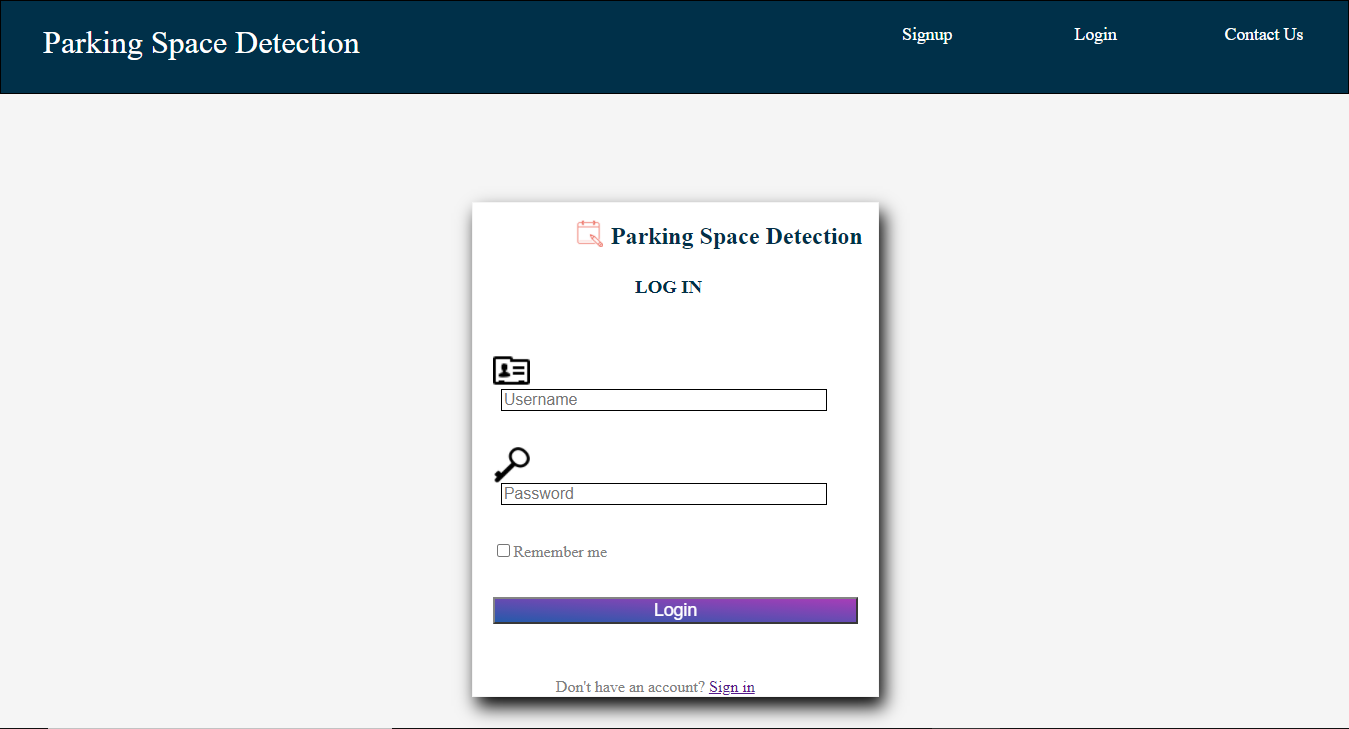 Parking Space Detection
Signup Login Contact Us
Parking Space Detection
LOG IN
Username
Password
Remember me
Login
Don't have an account? Sign in